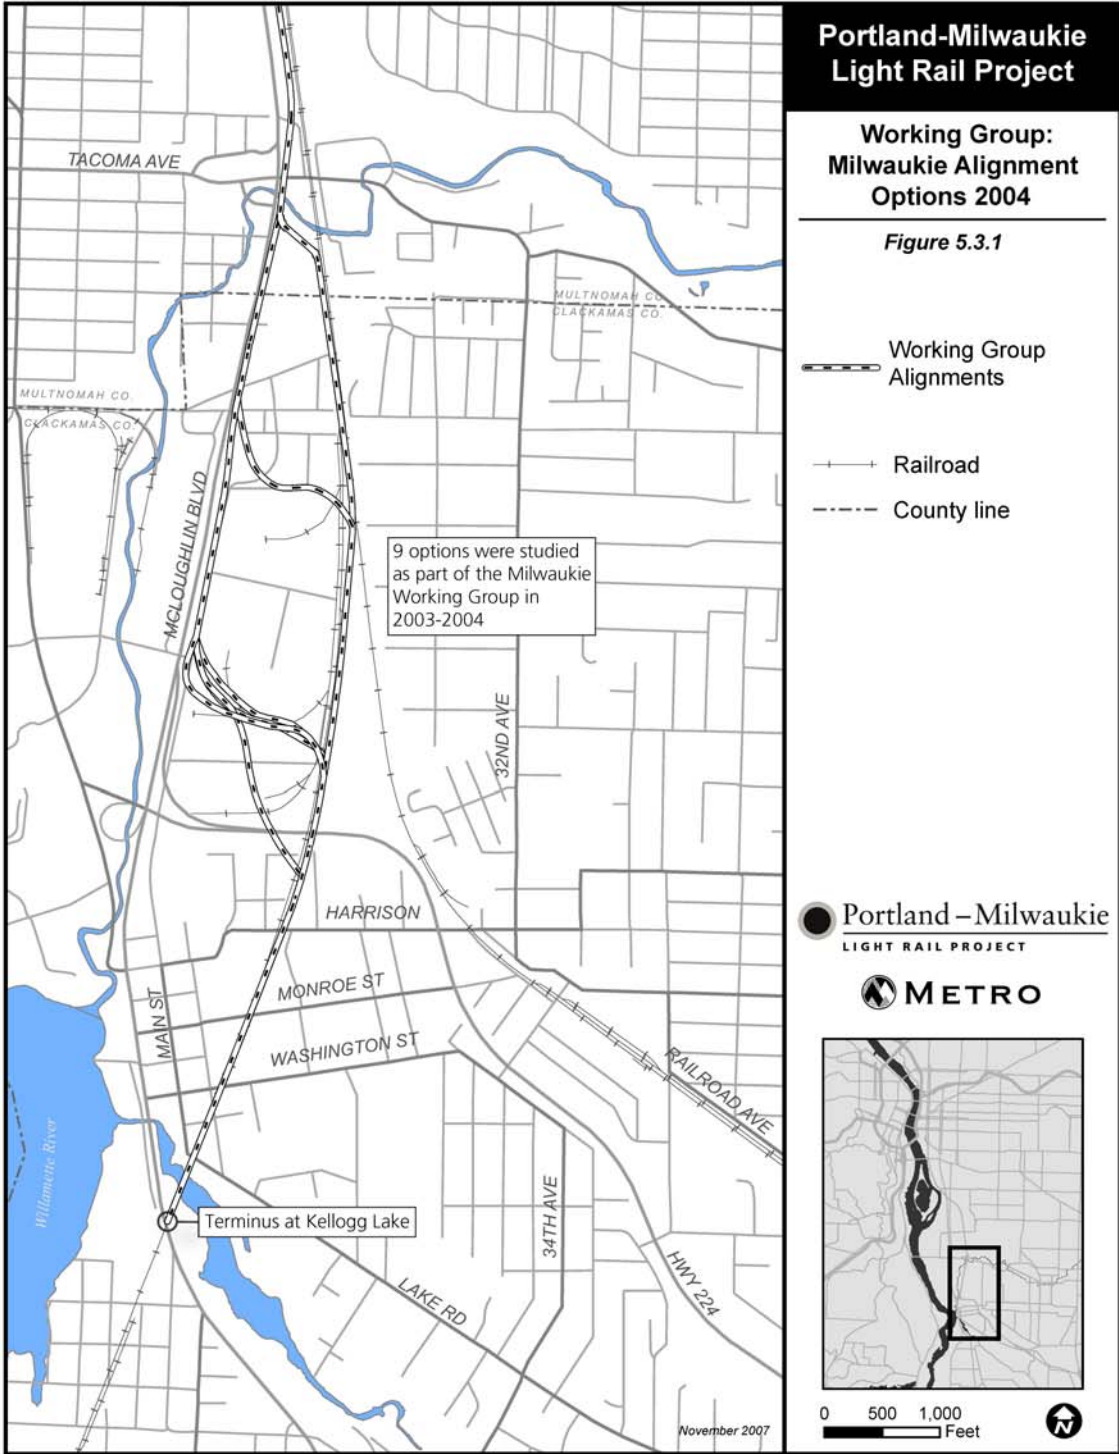 Portland-Milwaukie
Light Rail Project
Working Group:
Milwaukie Alignment
Options 2004
Figure 5.3.1
Working Group
Alignments
Railroad
County line
TACOMA AVE
MULTNOMAH CO.
CLACKAMAS CO.
MULTNOMAH CO.
CLACKAMAS CO.
MCLOUGHLIN BLVD
9 options were studied
as part of the Milwaukie
Working Group in
2003-2004
32ND AVE
HARRISON
MONROE ST
MAIN ST
WASHINGTON ST
RAILROAD AVE
Willamette River
Terminus at Kellogg Lake
34TH AVE
HWY 224
LAKE RD
November 2007
Portland – Milwaukie
LIGHT RAIL PROJECT
METRO
0 500 1,000
Feet
N